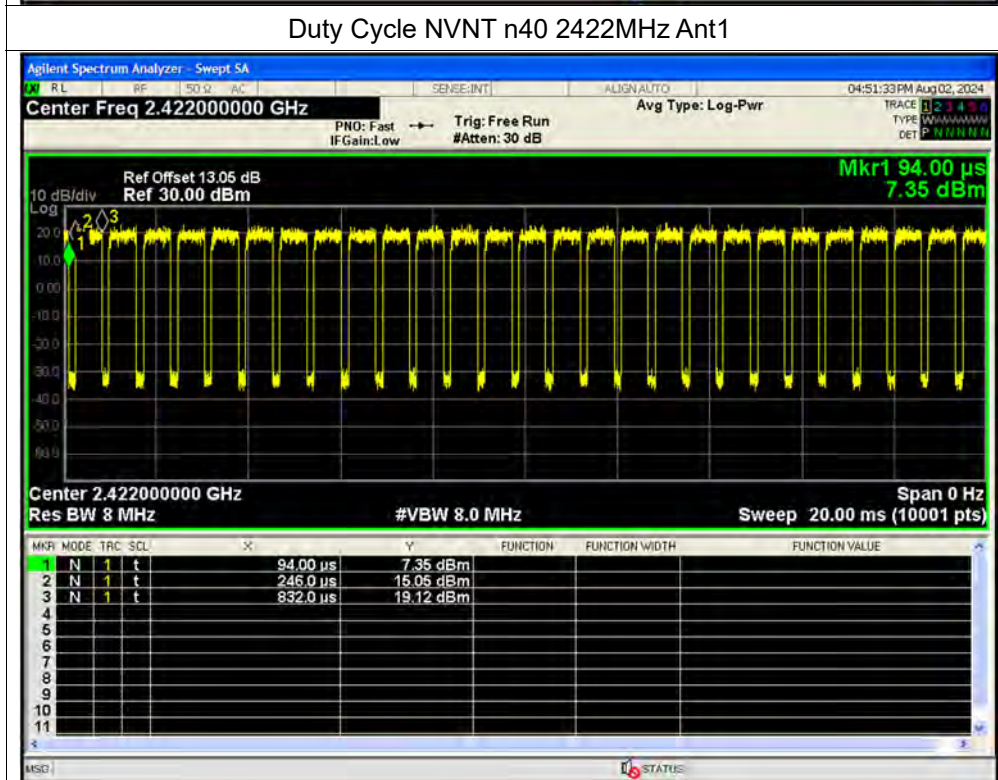 Duty Cycle NVNT n40 2422MHz Ant1
Agilent Spectrum Analyzer - Swept SA
RL RF 50 Ω AC SENSE:INT ALIGN AUTO 04:51:33 PM Aug 02, 2024
Center Freq 2.422000000 GHz Avg Type: Log-Pwr TRACE 1 2 3 4 5 6
PNO: Fast Trig: Free Run TYPE W
IFGain:Low #Atten: 30 dB DET P N N N N N
Mkr1 94.00 µs
7.35 dBm
Ref Offset 13.05 dB
10 dB/div Ref 30.00 dBm
Log
2 3
20.0
1
10.0
0.00
-10.0
-20.0
-30.0
-40.0
-50.0
-60.0
Center 2.422000000 GHz Span 0 Hz
Res BW 8 MHz #VBW 8.0 MHz Sweep 20.00 ms (10001 pts)
MKR MODE TRC SCL X Y FUNCTION FUNCTION WIDTH FUNCTION VALUE
1 N 1 t 94.00 µs 7.35 dBm
2 N 1 t 246.0 µs 15.05 dBm
3 N 1 t 832.0 µs 19.12 dBm
4
5
6
7
8
9
10
11
MSG STATUS